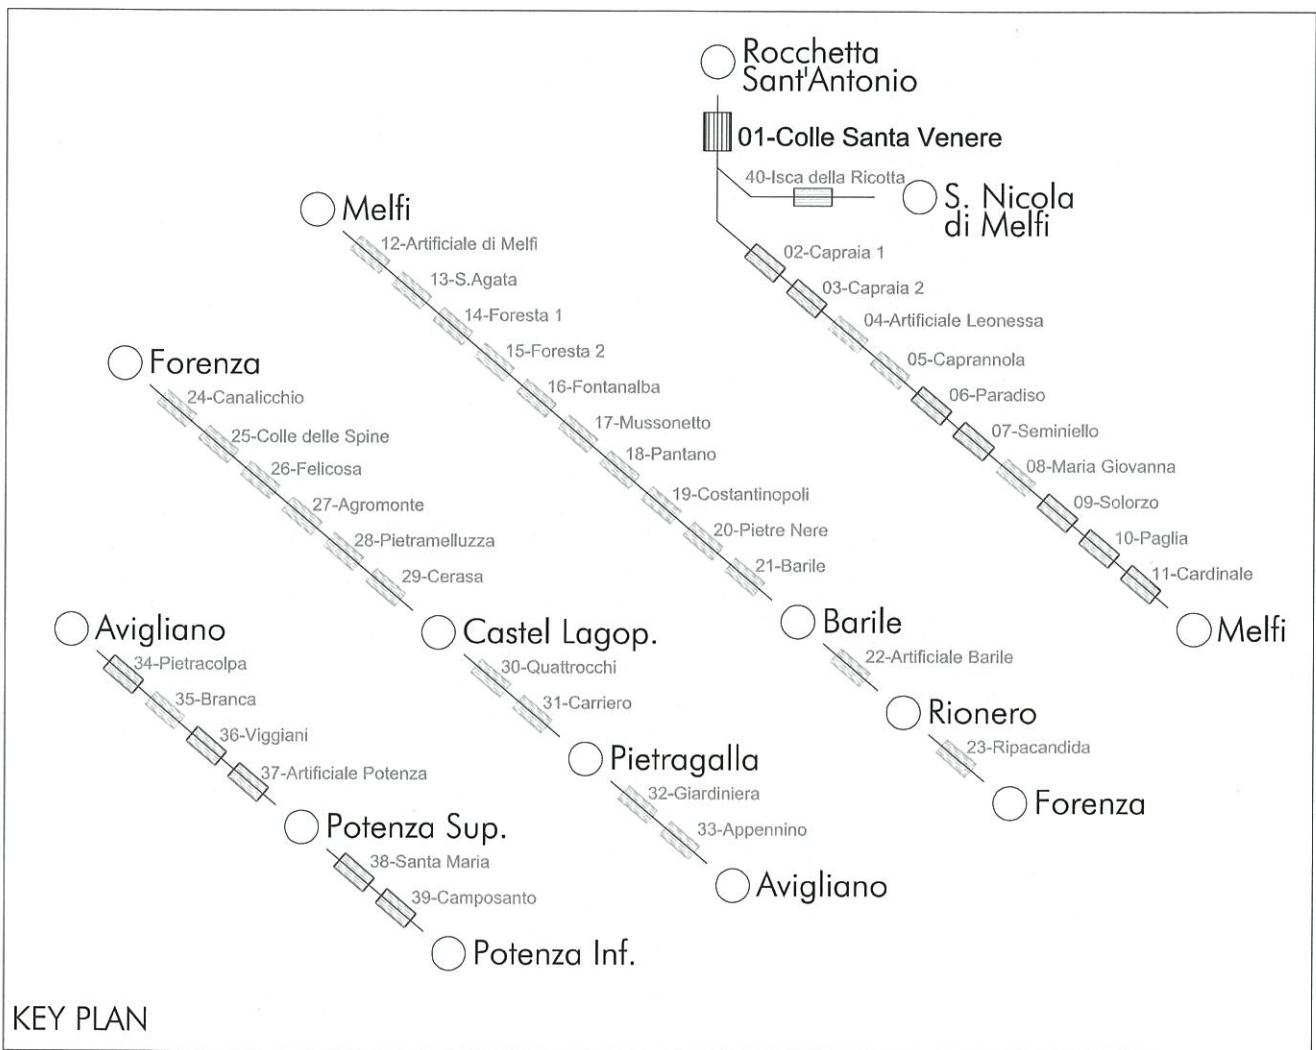 Rocchetta
Sant'Antonio
01-Colle Santa Venere
40-Isca della Ricotta
S. Nicola
di Melfi
02-Capraia 1
03-Capraia 2
04-Artificiale Leonessa
05-Caprannola
06-Paradiso
07-Seminiello
08-Maria Giovanna
09-Solorzo
10-Paglia
11-Cardinale
Melfi
Melfi
12-Artificiale di Melfi
13-S.Agata
14-Foresta 1
15-Foresta 2
16-Fontanalba
17-Mussonetto
18-Pantano
19-Costantinopoli
20-Pietre Nere
21-Barile
Barile
22-Artificiale Barile
Rionero
23-Ripacandida
Forenza
Forenza
24-Canalicchio
25-Colle delle Spine
26-Felicosa
27-Agromonte
28-Pietramelluzza
29-Cerasa
Castel Lagop.
30-Quattrocchi
31-Carriero
Pietragalla
32-Giardiniera
33-Appennino
Avigliano
Avigliano
34-Pietracolpa
35-Branca
36-Viggiani
37-Artificiale Potenza
Potenza Sup.
38-Santa Maria
39-Camposanto
Potenza Inf.
KEY PLAN